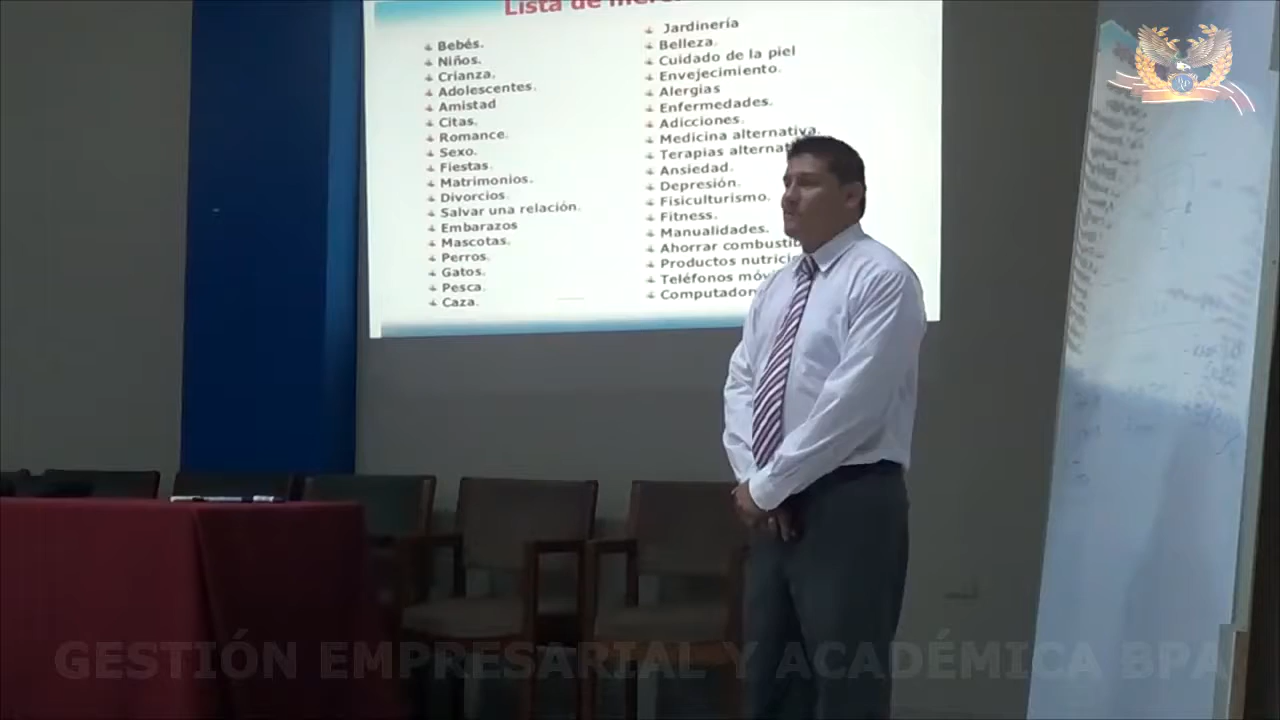 Lista de
Bebés.
Niños.
Crianza.
Adolescentes.
Amistad
Citas.
Romance.
Sexo.
Fiestas.
Matrimonios.
Divorcios.
Salvar una relación.
Embarazos
Mascotas.
Perros.
Gatos.
Pesca.
Caza.
Jardinería
Belleza.
Cuidado de la piel
Envejecimiento.
Alergias
Enfermedades.
Adicciones.
Medicina alternativa.
Terapias
Ansiedad.
Depresión.
Fisiculturismo.
Fitness.
Manualidades.
Ahorrar
Productos
Teléfonos
GESTIÓN EMPRESARIAL Y ACADÉMICA BPA